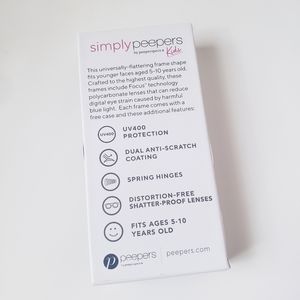 simplypeepers
by peeperspecs Kids
This universally-flattering frame shape
fits younger faces aged 5-10 years old.
Crafted to the highest quality, these
frames include Focus™ technology
polycarbonate lenses that can reduce
digital eye strain caused by harmful
blue light. Each frame comes with a
free case and these additional features:
UV400
UV400
PROTECTION
DUAL ANTI-SCRATCH
COATING
SPRING HINGES
DISTORTION-FREE
SHATTER-PROOF LENSES
FITS AGES 5-10
YEARS OLD
peepers
peepers.com